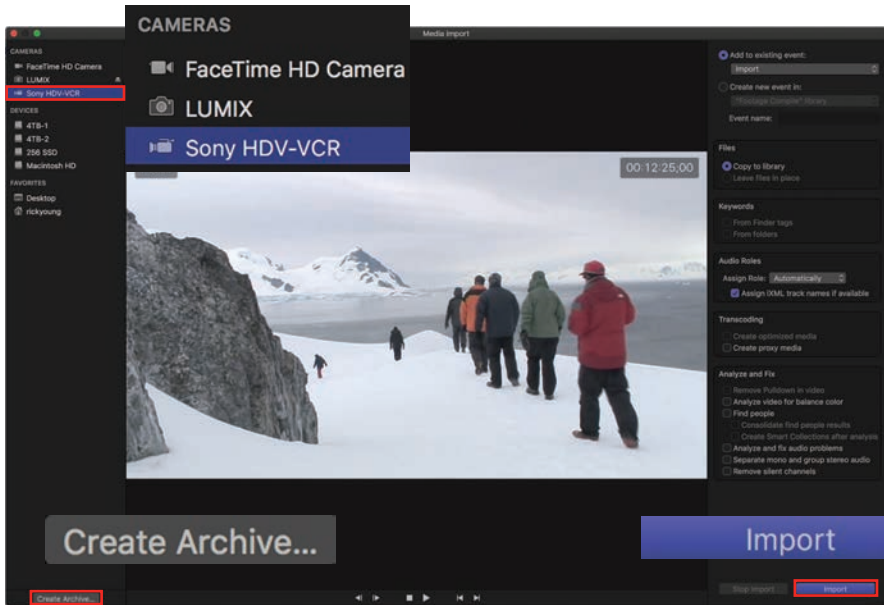 Media Import
CAMERAS
FaceTime HD Camera
LUMIX
Sony HDV-VCR
DEVICES
4TB-1
4TB-2
256 SSD
Macintosh HD
FAVORITES
Desktop
rickyoung
CAMERAS
FaceTime HD Camera
LUMIX
Sony HDV-VCR
00:12:25;00
Add to existing event:
Import
Create new event in:
"Footage Compile" library
Event name:
Files
Copy to library
Leave files in place
Keywords
From Finder tags
From folders
Audio Roles
Assign Role: Automatically
Assign iXML track names if available
Transcoding
Create optimized media
Create proxy media
Analyze and Fix
Remove Pulldown in video
Analyze video for balance color
Find people
Consolidate find people results
Create Smart Collections after analysis
Analyze and fix audio problems
Separate mono and group stereo audio
Remove silent channels
Create Archive...
Import
Create Archive...
Stop Import
Import